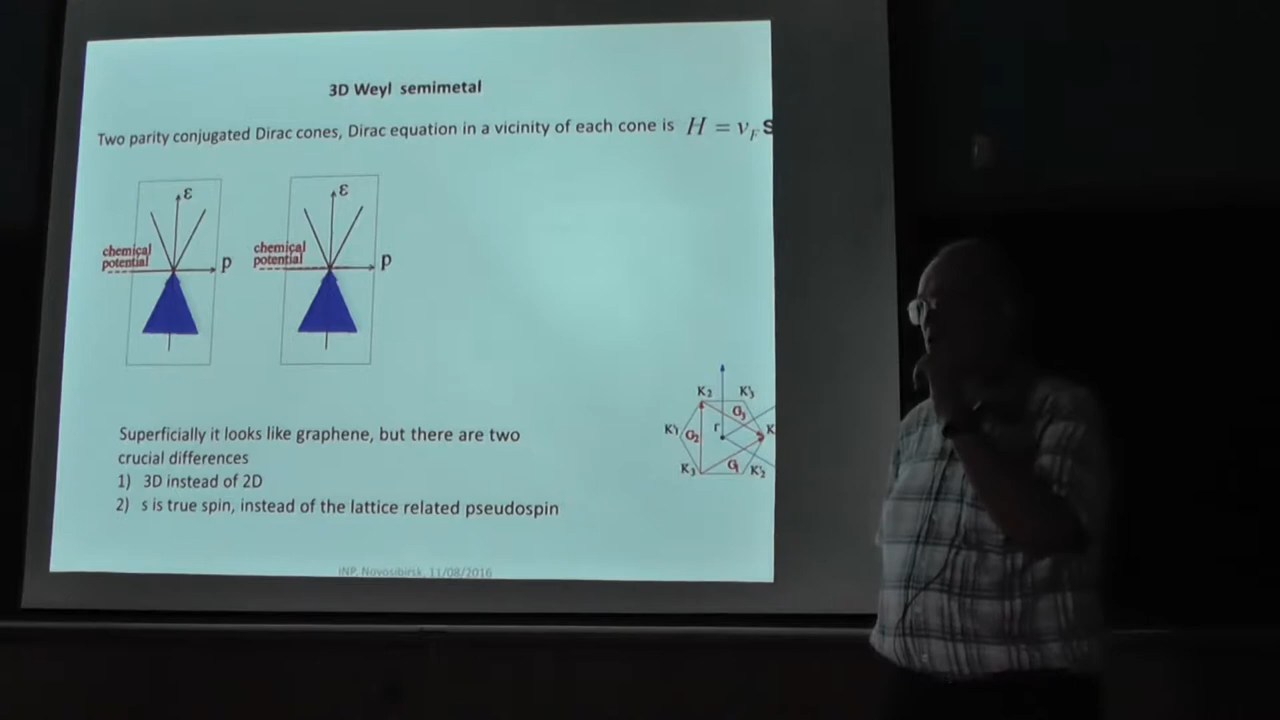 3D Weyl semimetal
Two parity conjugated Dirac cones, Dirac equation in a vicinity of each cone is H = v_F s
ε
ε
chemical
potential
p
chemical
potential
p
K2 K'3
G3
K'1 G2 Γ K
K3 G1 K'2
Superficially it looks like graphene, but there are two
crucial differences
1) 3D instead of 2D
2) s is true spin, instead of the lattice related pseudospin
INP, Novosibirsk, 11/08/2016